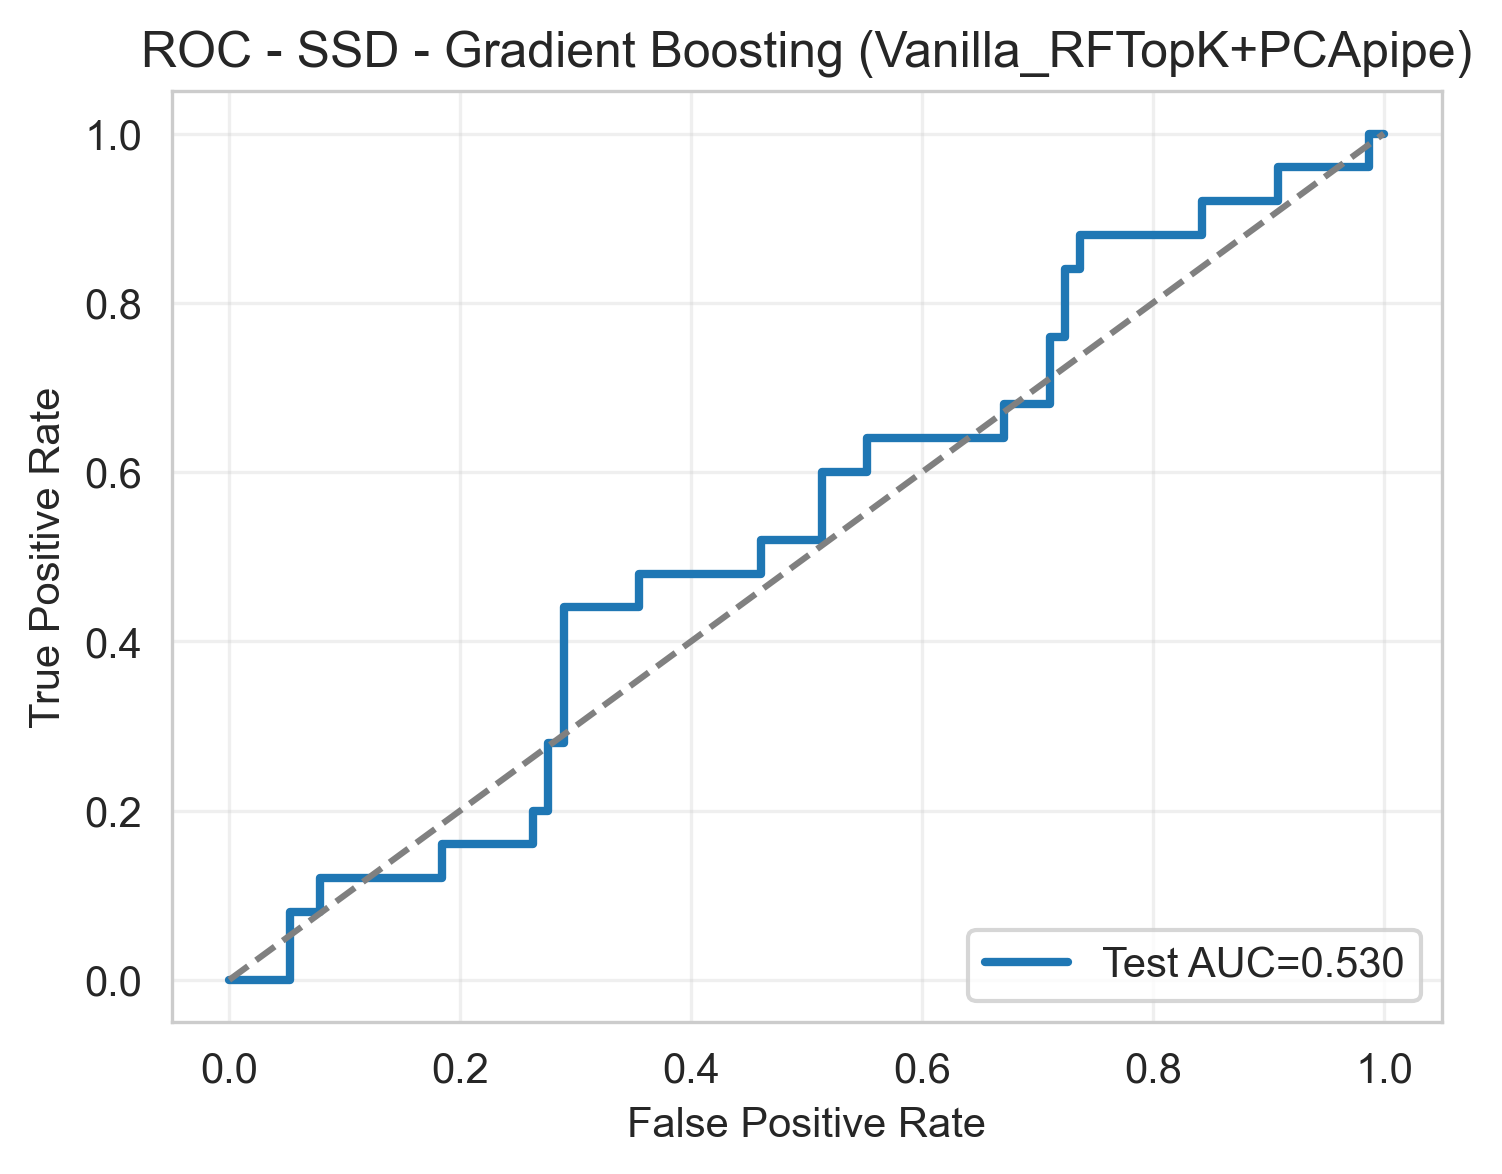 ROC - SSD - Gradient Boosting (Vanilla_RFTopK+PCApipe)
True Positive Rate
1.0
0.8
0.6
0.4
0.2
0.0
Test AUC=0.530
0.0 0.2 0.4 0.6 0.8 1.0
False Positive Rate